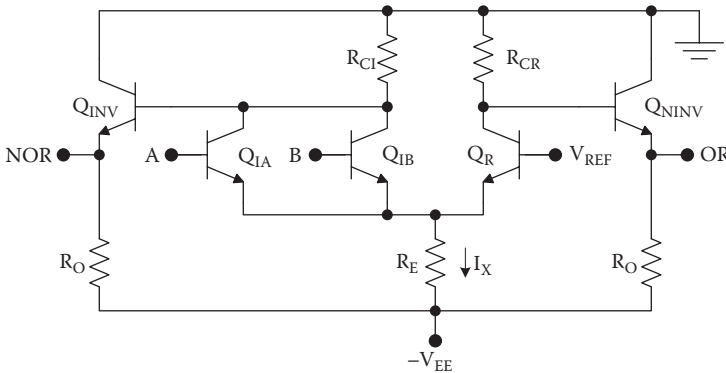 R_CI
R_CR
Q_INV
Q_NINV
NOR
A
Q_IA
B
Q_IB
Q_R
V_REF
OR
R_O
R_E
I_X
R_O
–V_EE